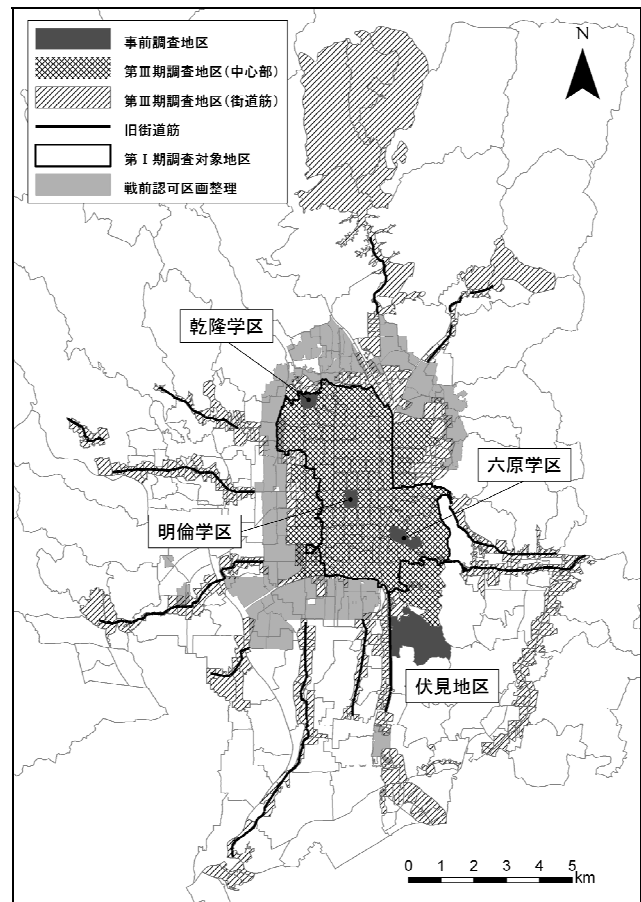 事前調査地区
第Ⅲ期調査地区(中心部)
第Ⅲ期調査地区(街道筋)
旧街道筋
第Ⅰ期調査対象地区
戦前認可区画整理
N
乾隆学区
六原学区
明倫学区
伏見地区
0 1 2 3 4 5
km